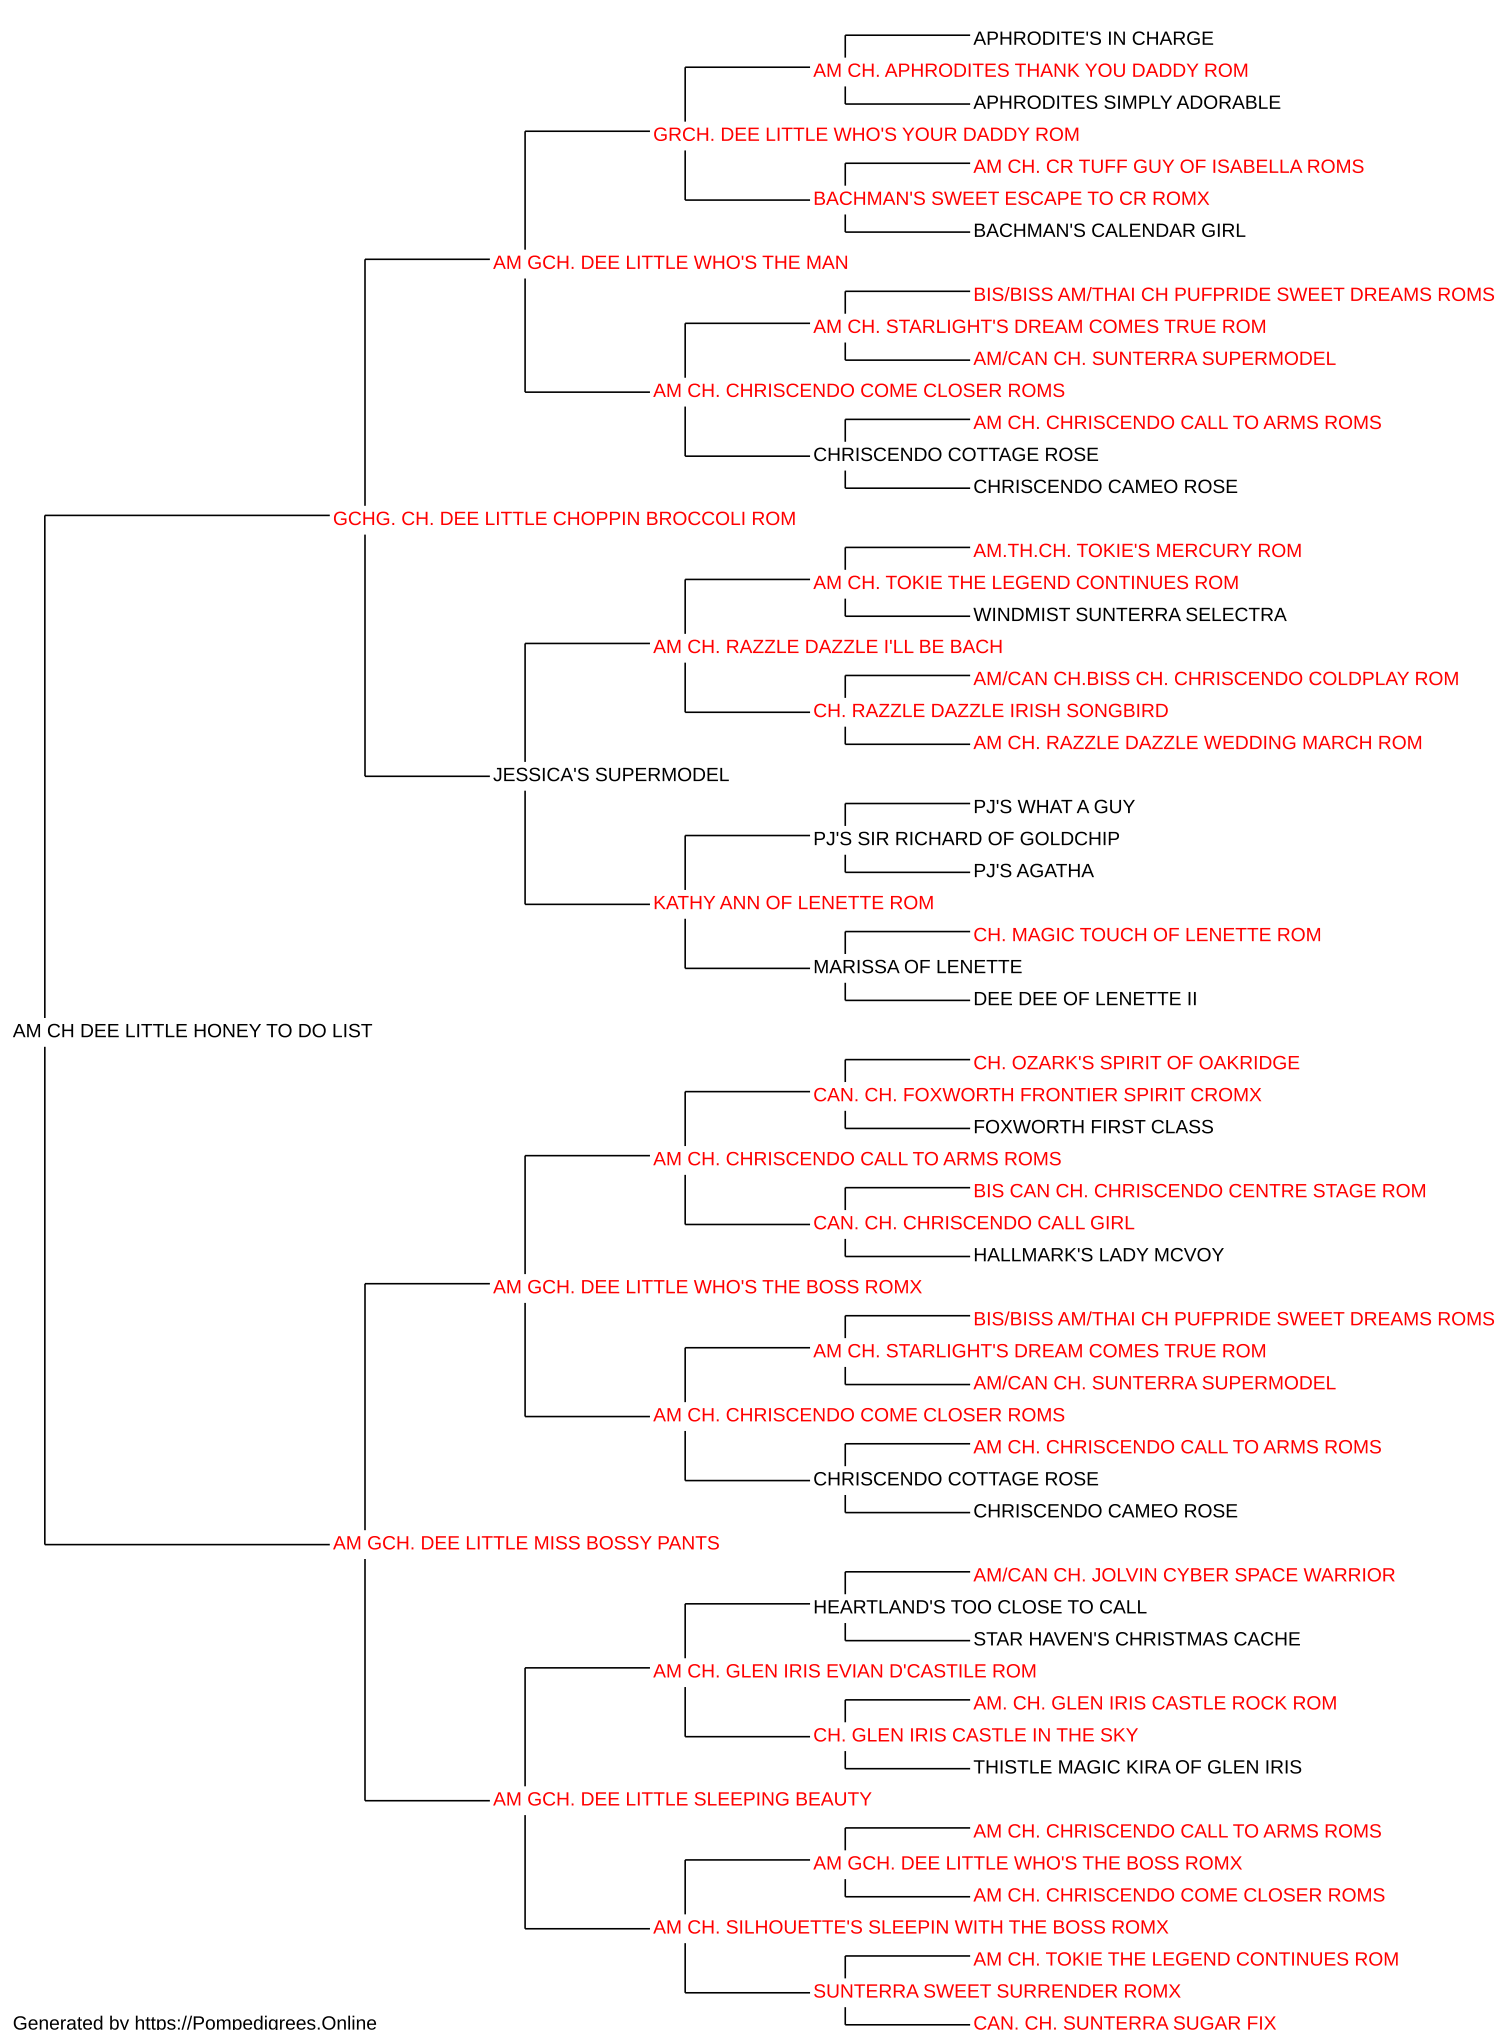 APHRODITE'S IN CHARGE
AM CH. APHRODITES THANK YOU DADDY ROM
APHRODITES SIMPLY ADORABLE
GRCH. DEE LITTLE WHO'S YOUR DADDY ROM
AM CH. CR TUFF GUY OF ISABELLA ROMS
BACHMAN'S SWEET ESCAPE TO CR ROMX
BACHMAN'S CALENDAR GIRL
AM GCH. DEE LITTLE WHO'S THE MAN
BIS/BISS AM/THAI CH PUFPRIDE SWEET DREAMS ROMS
AM CH. STARLIGHT'S DREAM COMES TRUE ROM
AM/CAN CH. SUNTERRA SUPERMODEL
AM CH. CHRISCENDO COME CLOSER ROMS
AM CH. CHRISCENDO CALL TO ARMS ROMS
CHRISCENDO COTTAGE ROSE
CHRISCENDO CAMEO ROSE
GCHG. CH. DEE LITTLE CHOPPIN BROCCOLI ROM
AM.TH.CH. TOKIE'S MERCURY ROM
AM CH. TOKIE THE LEGEND CONTINUES ROM
WINDMIST SUNTERRA SELECTRA
AM CH. RAZZLE DAZZLE I'LL BE BACH
AM/CAN CH.BISS CH. CHRISCENDO COLDPLAY ROM
CH. RAZZLE DAZZLE IRISH SONGBIRD
AM CH. RAZZLE DAZZLE WEDDING MARCH ROM
JESSICA'S SUPERMODEL
PJ'S WHAT A GUY
PJ'S SIR RICHARD OF GOLDCHIP
PJ'S AGATHA
KATHY ANN OF LENETTE ROM
CH. MAGIC TOUCH OF LENETTE ROM
MARISSA OF LENETTE
DEE DEE OF LENETTE II
AM CH DEE LITTLE HONEY TO DO LIST
CH. OZARK'S SPIRIT OF OAKRIDGE
CAN. CH. FOXWORTH FRONTIER SPIRIT CROMX
FOXWORTH FIRST CLASS
AM CH. CHRISCENDO CALL TO ARMS ROMS
BIS CAN CH. CHRISCENDO CENTRE STAGE ROM
CAN. CH. CHRISCENDO CALL GIRL
HALLMARK'S LADY MCVOY
AM GCH. DEE LITTLE WHO'S THE BOSS ROMX
BIS/BISS AM/THAI CH PUFPRIDE SWEET DREAMS ROMS
AM CH. STARLIGHT'S DREAM COMES TRUE ROM
AM/CAN CH. SUNTERRA SUPERMODEL
AM CH. CHRISCENDO COME CLOSER ROMS
AM CH. CHRISCENDO CALL TO ARMS ROMS
CHRISCENDO COTTAGE ROSE
CHRISCENDO CAMEO ROSE
AM GCH. DEE LITTLE MISS BOSSY PANTS
AM/CAN CH. JOLVIN CYBER SPACE WARRIOR
HEARTLAND'S TOO CLOSE TO CALL
STAR HAVEN'S CHRISTMAS CACHE
AM CH. GLEN IRIS EVIAN D'CASTILE ROM
AM. CH. GLEN IRIS CASTLE ROCK ROM
CH. GLEN IRIS CASTLE IN THE SKY
THISTLE MAGIC KIRA OF GLEN IRIS
AM GCH. DEE LITTLE SLEEPING BEAUTY
AM CH. CHRISCENDO CALL TO ARMS ROMS
AM GCH. DEE LITTLE WHO'S THE BOSS ROMX
AM CH. CHRISCENDO COME CLOSER ROMS
AM CH. SILHOUETTE'S SLEEPIN WITH THE BOSS ROMX
AM CH. TOKIE THE LEGEND CONTINUES ROM
SUNTERRA SWEET SURRENDER ROMX
CAN. CH. SUNTERRA SUGAR FIX
Generated by https://Pompedigrees.Online